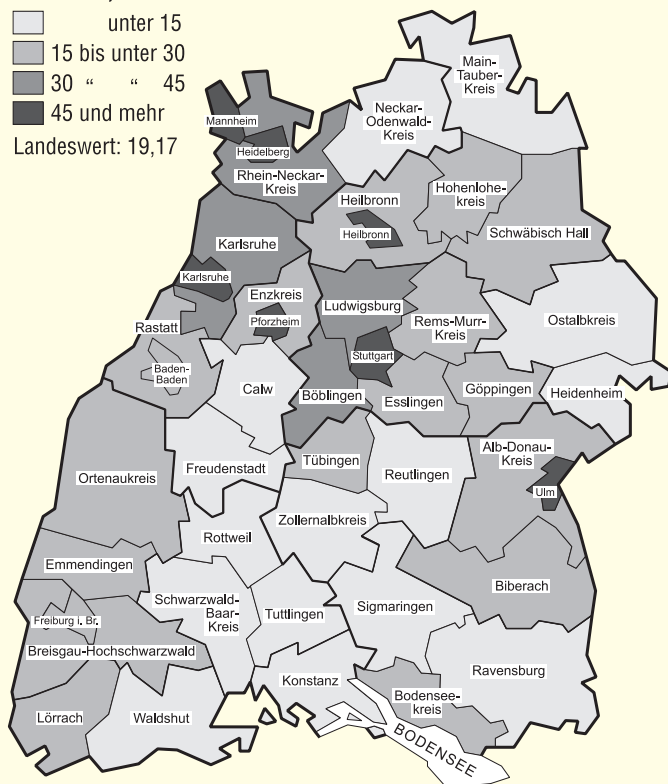 unter 15
15 bis unter 30
30 “ “ 45
45 und mehr
Landeswert: 19,17
Main-
Tauber-
Kreis
Neckar-
Odenwald-
Kreis
Mannheim
Heidelberg
Rhein-Neckar-
Kreis
Hohenlohe-
kreis
Heilbronn
Heilbronn
Schwäbisch Hall
Karlsruhe
Karlsruhe
Enzkreis
Pforzheim
Ludwigsburg
Rems-Murr-
Kreis
Ostalbkreis
Rastatt
Baden-
Baden
Stuttgart
Calw
Böblingen
Esslingen
Göppingen
Heidenheim
Alb-Donau-
Kreis
Ulm
Ortenaukreis
Freudenstadt
Tübingen
Reutlingen
Zollernalbkreis
Rottweil
Emmendingen
Biberach
Schwarzwald-
Baar-
Kreis
Tuttlingen
Sigmaringen
Freiburg i. Br.
Breisgau-Hochschwarzwald
Ravensburg
Konstanz
Bodensee-
kreis
Lörrach
Waldshut
BODENSEE